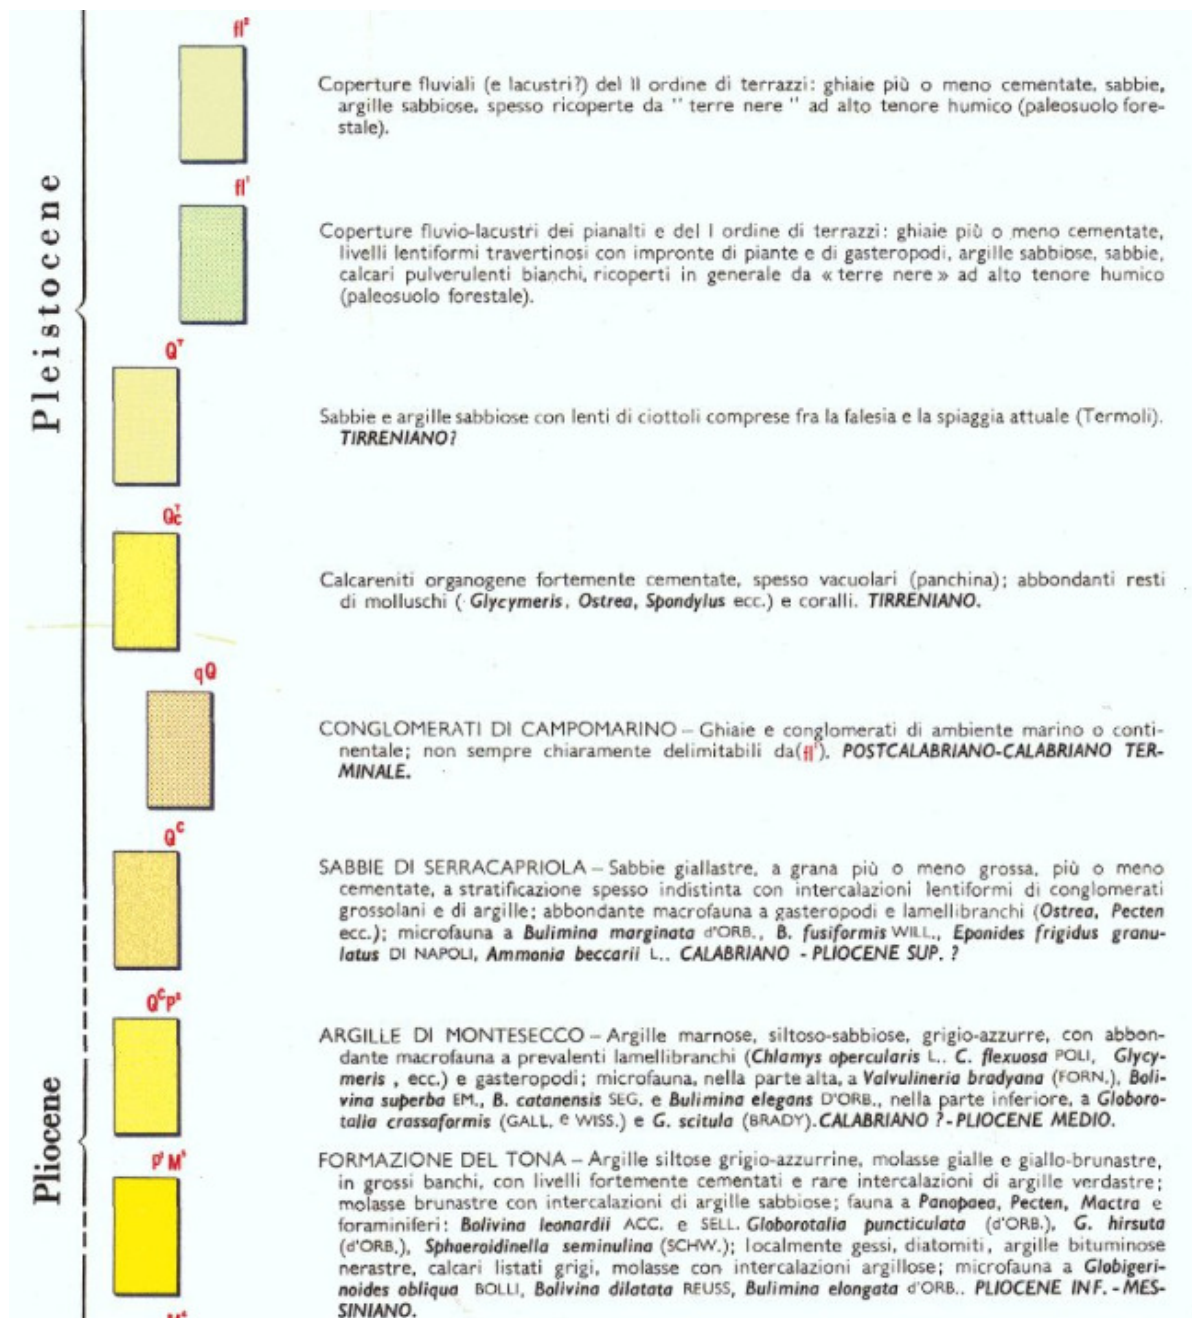 fl²
Coperture fluviali (e lacustri?) del II ordine di terrazzi: ghiaie più o meno cementate, sabbie,
argille sabbiose, spesso ricoperte da " terre nere " ad alto tenore humico (paleosuolo fore-
stale).
fl¹
Coperture fluvio-lacustri dei pianalti e del I ordine di terrazzi: ghiaie più o meno cementate,
livelli lentiformi travertinosi con impronte di piante e di gasteropodi, argille sabbiose, sabbie,
calcari pulverulenti bianchi, ricoperti in generale da « terre nere » ad alto tenore humico
(paleosuolo forestale).
Pleistocene
Qᵀ
Sabbie e argille sabbiose con lenti di ciottoli comprese fra la falesia e la spiaggia attuale (Termoli).
TIRRENIANO?
Qᵀc
Calcareniti organogene fortemente cementate, spesso vacuolari (panchina); abbondanti resti
di molluschi ( Glycymeris, Ostrea, Spondylus ecc.) e coralli. TIRRENIANO.
qQ
CONGLOMERATI DI CAMPOMARINO – Ghiaie e conglomerati di ambiente marino o conti-
nentale; non sempre chiaramente delimitabili da(fl¹). POSTCALABRIANO-CALABRIANO TER-
MINALE.
Qᶜ
SABBIE DI SERRACAPRIOLA – Sabbie giallastre, a grana più o meno grossa, più o meno
cementate, a stratificazione spesso indistinta con intercalazioni lentiformi di conglomerati
grossolani e di argille; abbondante macrofauna a gasteropodi e lamellibranchi (Ostrea, Pecten
ecc.); microfauna a Bulimina marginata d'ORB., B. fusiformis WILL., Eponides frigidus granu-
latus DI NAPOLI, Ammonia beccarii L.. CALABRIANO - PLIOCENE SUP. ?
QᶜP²
ARGILLE DI MONTESECCO – Argille marnose, siltoso-sabbiose, grigio-azzurre, con abbon-
dante macrofauna a prevalenti lamellibranchi (Chlamys opercularis L., C. flexuosa POLI, Glycy-
meris , ecc.) e gasteropodi; microfauna, nella parte alta, a Valvulineria bradyana (FORN.), Boli-
vina superba EM., B. catanensis SEG. e Bulimina elegans D'ORB., nella parte inferiore, a Globoro-
talia crassaformis (GALL. e WISS.) e G. scitula (BRADY).CALABRIANO ?-PLIOCENE MEDIO.
Pliocene
P¹M⁵
FORMAZIONE DEL TONA – Argille siltose grigio-azzurrine, molasse gialle e giallo-brunastre,
in grossi banchi, con livelli fortemente cementati e rare intercalazioni di argille verdastre;
molasse brunastre con intercalazioni di argille sabbiose; fauna a Panopaea, Pecten, Mactra e
foraminiferi: Bolivina leonardii ACC. e SELL. Globorotalia puncticulata (d'ORB.), G. hirsuta
(d'ORB.), Sphaeroidinella seminulina (SCHW.); localmente gessi, diatomiti, argille bituminose
nerastre, calcari listati grigi, molasse con intercalazioni argillose; microfauna a Globigeri-
noides obliqua BOLLI, Bolivina dilatata REUSS, Bulimina elongata d'ORB.. PLIOCENE INF. - MES-
SINIANO.